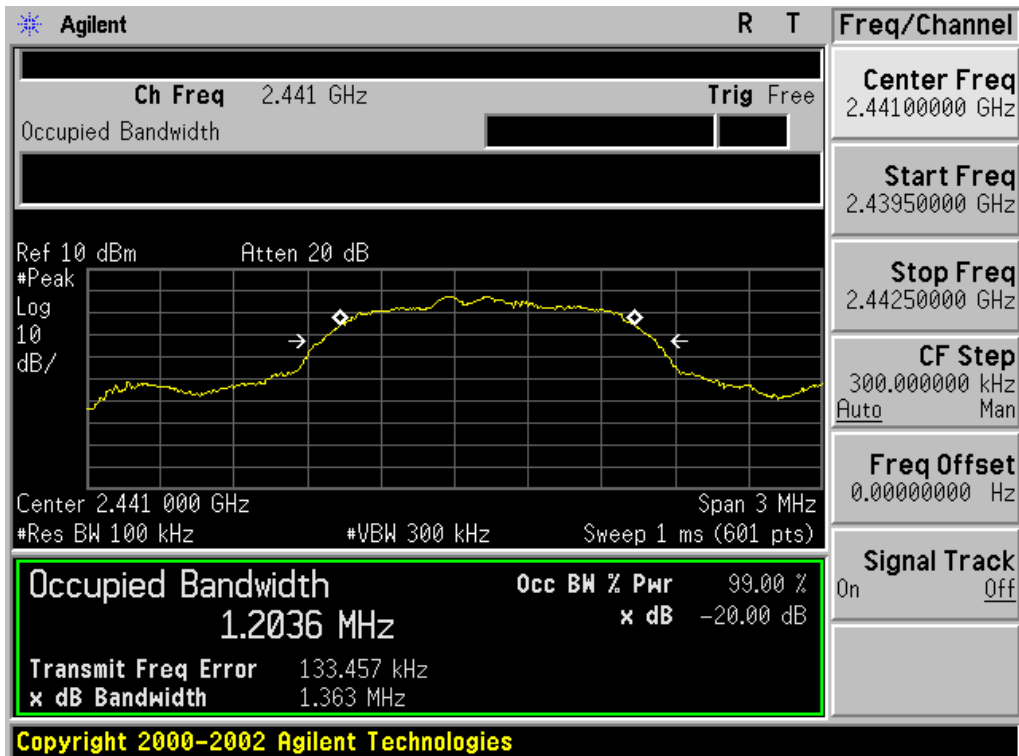 Agilent R T
Ch Freq 2.441 GHz Trig Free
Occupied Bandwidth
Ref 10 dBm Atten 20 dB
#Peak
Log
10
dB/
Center 2.441 000 GHz Span 3 MHz
#Res BW 100 kHz #VBW 300 kHz Sweep 1 ms (601 pts)
Occupied Bandwidth
1.2036 MHz
Occ BW % Pwr 99.00 %
x dB -20.00 dB
Transmit Freq Error 133.457 kHz
x dB Bandwidth 1.363 MHz
Copyright 2000-2002 Agilent Technologies
Freq/Channel
Center Freq
2.44100000 GHz
Start Freq
2.43950000 GHz
Stop Freq
2.44250000 GHz
CF Step
300.000000 kHz
Auto Man
Freq Offset
0.00000000 Hz
Signal Track
On Off